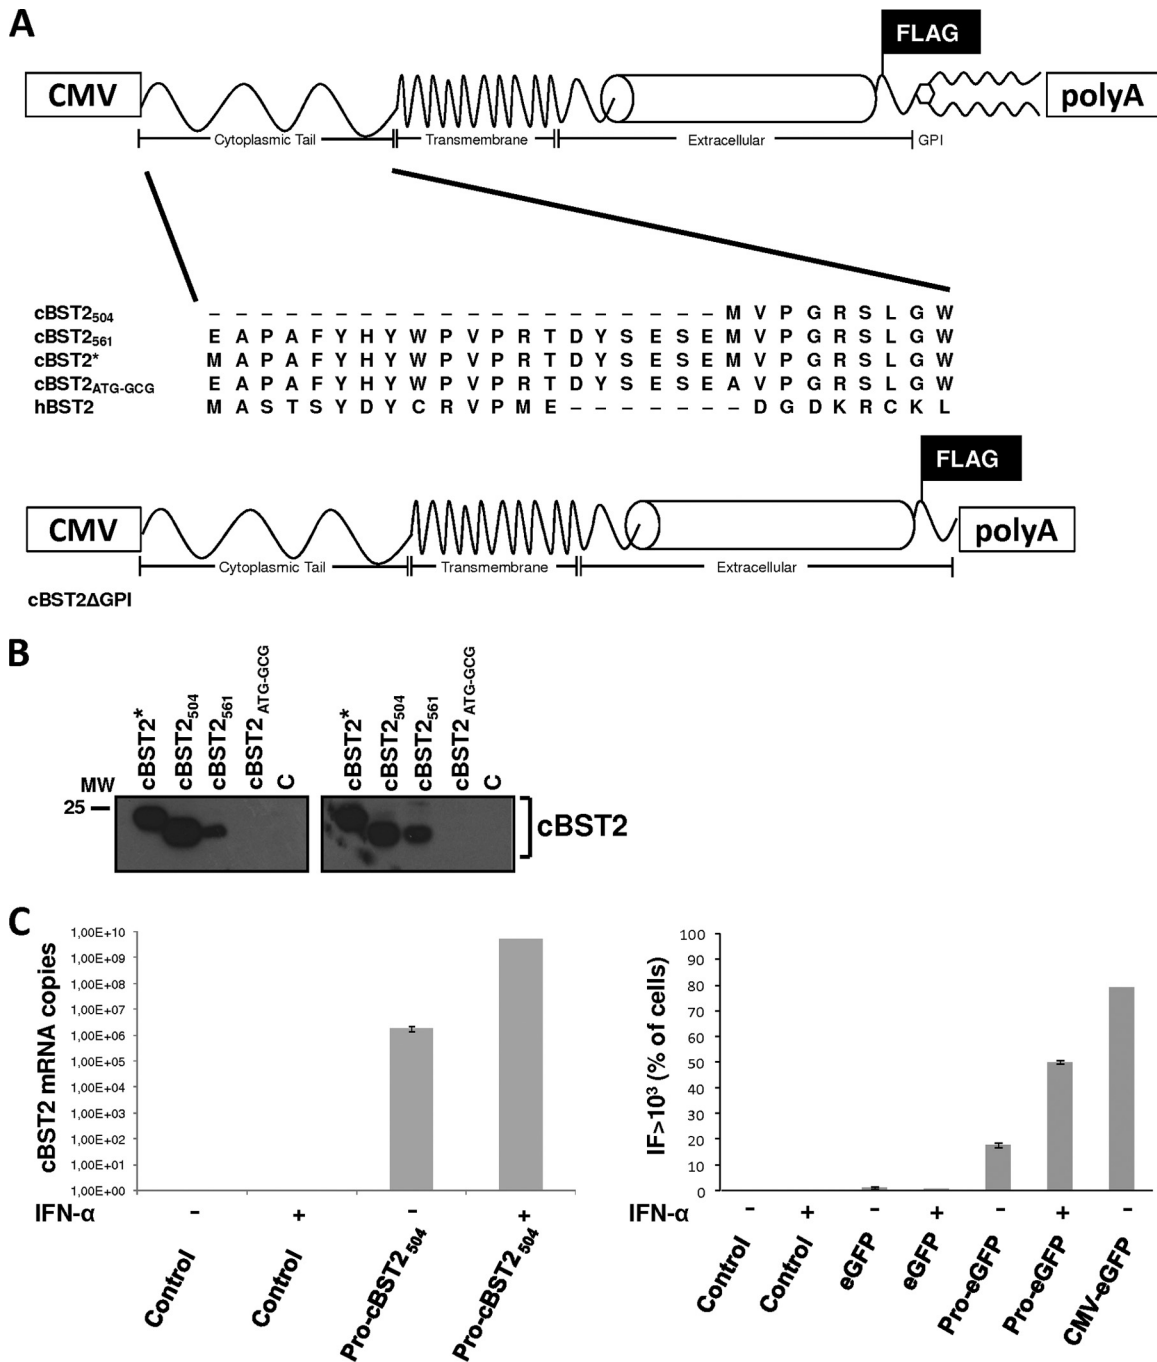 A
FLAG
CMV
polyA
Cytoplasmic Tail
Transmembrane
Extracellular
GPI
cBST2504 - - - - - - - - - - - - - - - - - - - - M V P G R S L G W
cBST2561 E A P A F Y H Y W P V P R T D Y S E S E M V P G R S L G W
cBST2* M A P A F Y H Y W P V P R T D Y S E S E M V P G R S L G W
cBST2ATG-GCG E A P A F Y H Y W P V P R T D Y S E S E A V P G R S L G W
hBST2 M A S T S Y D Y C R V P M E - - - - - - - D G D K R C K L
FLAG
CMV
polyA
Cytoplasmic Tail
Transmembrane
Extracellular
cBST2ΔGPI
B
MW
cBST2*
cBST2504
cBST2561
cBST2ATG-GCG
C
cBST2*
cBST2504
cBST2561
cBST2ATG-GCG
C
25
cBST2
C
cBST2 mRNA copies
1,00E+10
1,00E+09
1,00E+08
1,00E+07
1,00E+06
1,00E+05
1,00E+04
1,00E+03
1,00E+02
1,00E+01
1,00E+00
IFN-α - + - +
Control
Control
Pro-cBST2504
Pro-cBST2504
IF>10³ (% of cells)
100
90
80
70
60
50
40
30
20
10
0
IFN-α - + - + - + -
Control
Control
eGFP
eGFP
Pro-eGFP
Pro-eGFP
CMV-eGFP